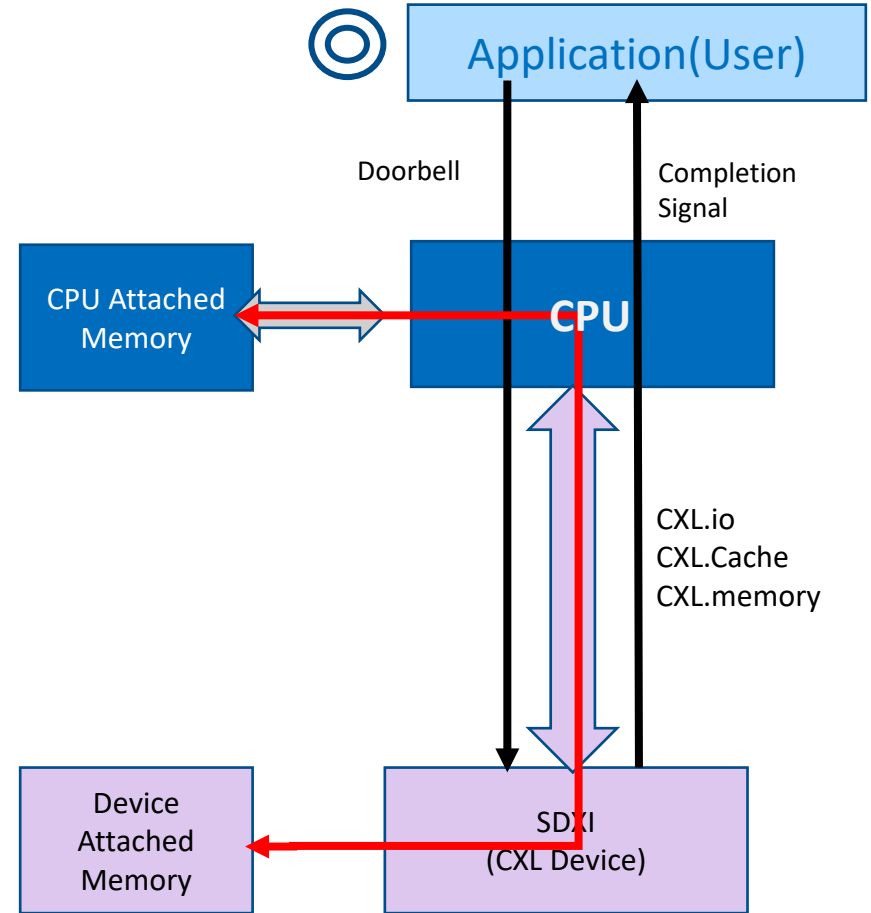 Application(User)
Doorbell
Completion
Signal
CPU Attached
Memory
CPU
CXL.io
CXL.Cache
CXL.memory
Device
Attached
Memory
SDXI
(CXL Device)